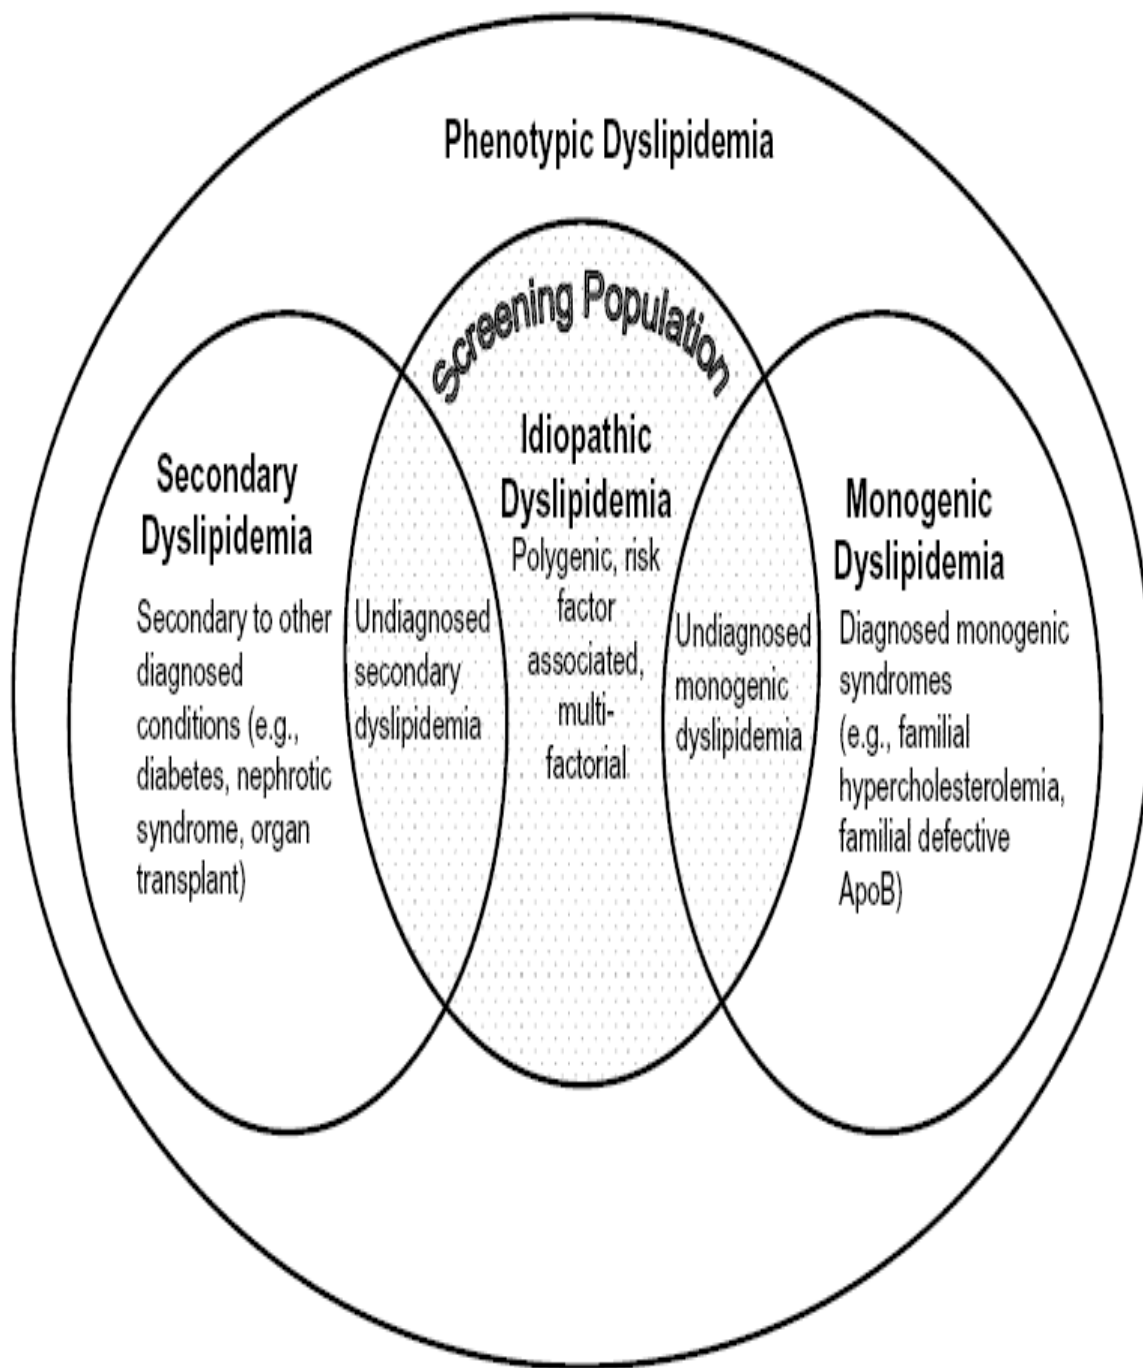 Phenotypic Dyslipidemia
Screening Population
Secondary
Dyslipidemia
Secondary to other
diagnosed
conditions (e.g.,
diabetes, nephrotic
syndrome, organ
transplant)
Undiagnosed
secondary
dyslipidemia
Idiopathic
Dyslipidemia
Polygenic, risk
factor
associated,
multi-
factorial
Undiagnosed
monogenic
dyslipidemia
Monogenic
Dyslipidemia
Diagnosed monogenic
syndromes
(e.g., familial
hypercholesterolemia,
familial defective
ApoB)